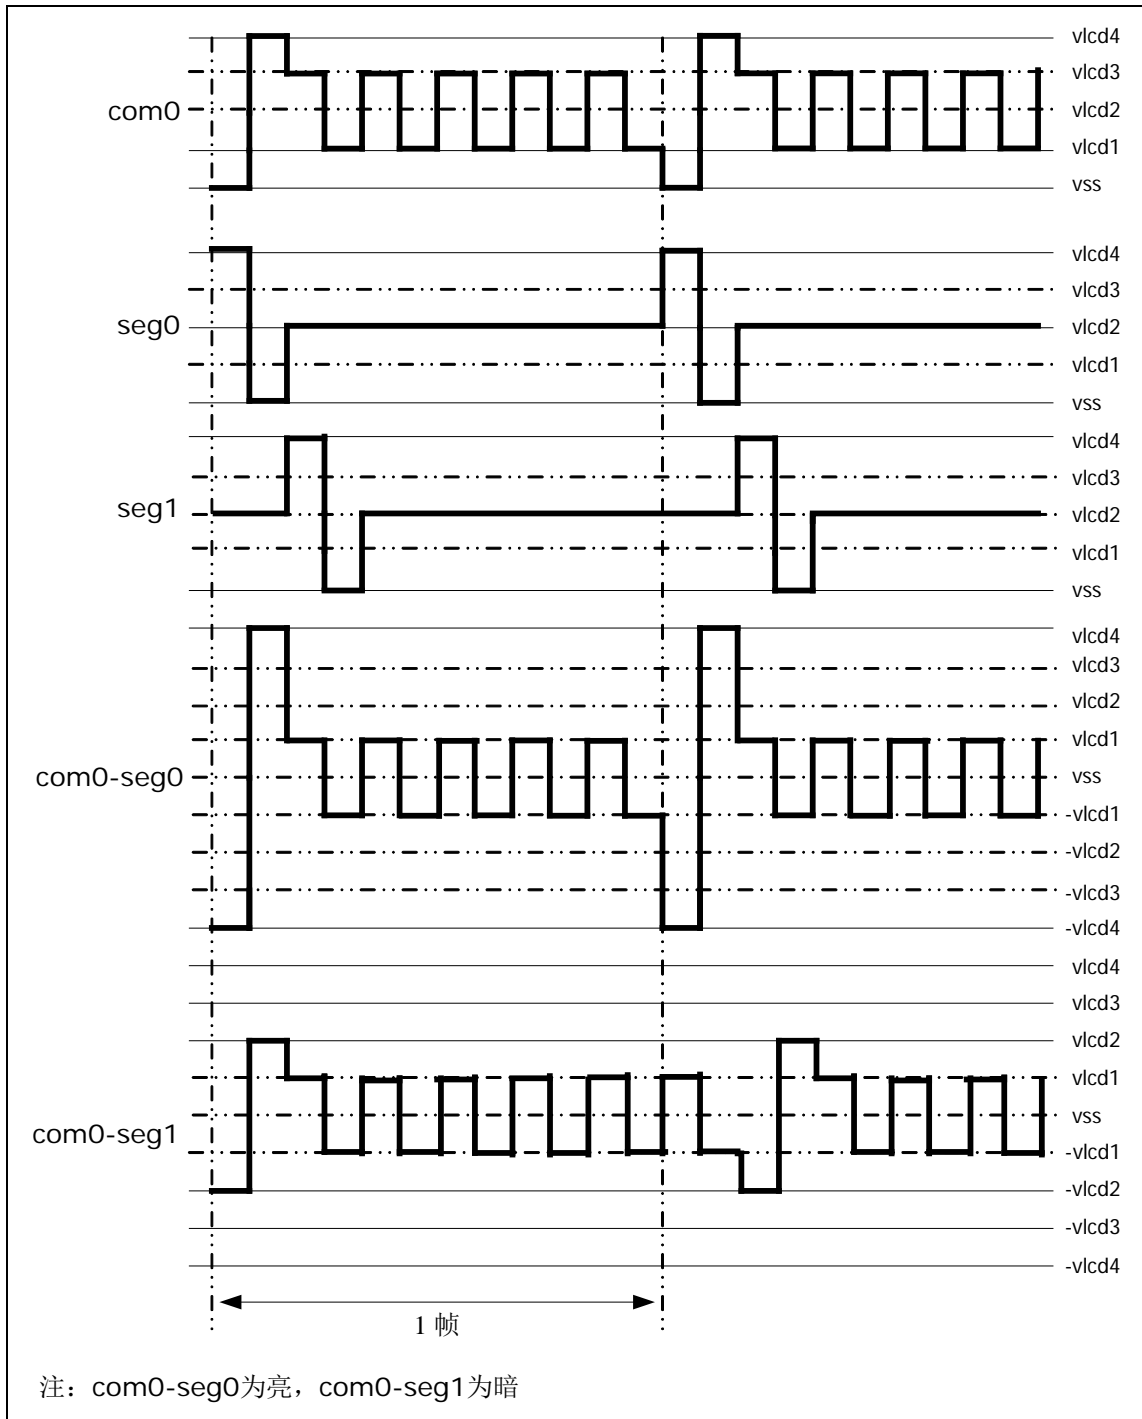 vlcd4
vlcd3
com0
vlcd2
vlcd1
vss
vlcd4
vlcd3
seg0
vlcd2
vlcd1
vss
vlcd4
vlcd3
seg1
vlcd2
vlcd1
vss
vlcd4
vlcd3
vlcd2
vlcd1
com0-seg0
vss
-vlcd1
-vlcd2
-vlcd3
-vlcd4
vlcd4
vlcd3
vlcd2
vlcd1
vss
com0-seg1
-vlcd1
-vlcd2
-vlcd3
-vlcd4
1 帧
注：com0-seg0为亮，com0-seg1为暗